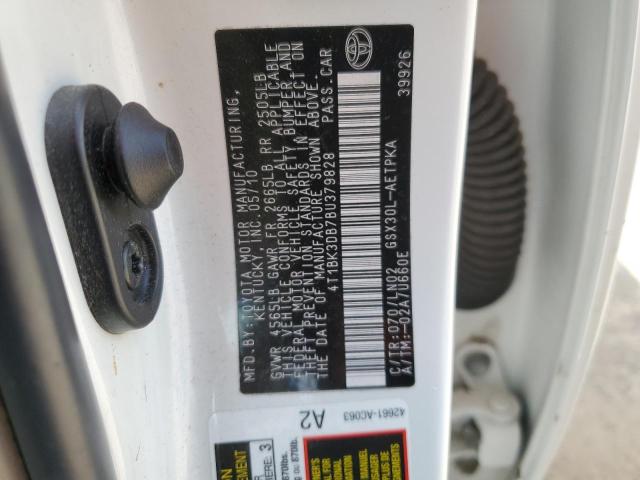 MFD.BY:TOYOTA MOTOR MANUFACTURING,
KENTUCKY, INC. 05/10
GVWR 4565LB GAWR FR 2665LB RR 2505LB
THIS VEHICLE CONFORMS TO ALL APPLICABLE
FEDERAL MOTOR VEHICLE SAFETY BUMPER, AND
THEFT PREVENTION STANDARDS IN EFFECT ON
THE DATE OF MANUFACTURE SHOWN ABOVE.
4T1BK3DB7BU379828 PASS.CAR
C/TR:070/LN02 GSX30L-AETPKA
A/TM:-02A/U660E 39926
42661-AC063
A2